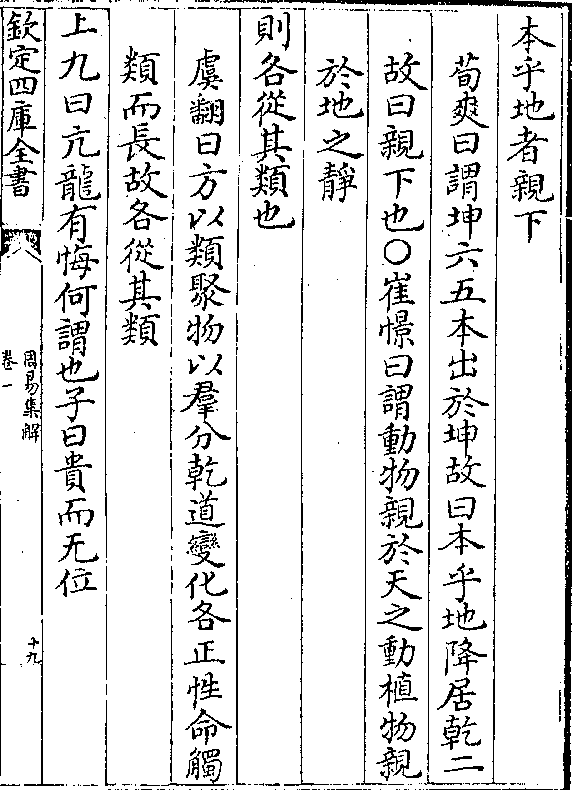 本乎地者親下
荀爽曰謂坤六五本出於坤故曰本乎地降居乾二
故曰親下也○崔憬曰謂動物親於天之動植物親
於地之靜
則各從其類也
虞翻曰方以類聚物以羣分乾道變化各正性命觸
類而長故各從其類
上九曰亢龍有悔何謂也子曰貴而无位
欽定四庫全書
周易集解
卷一
十九